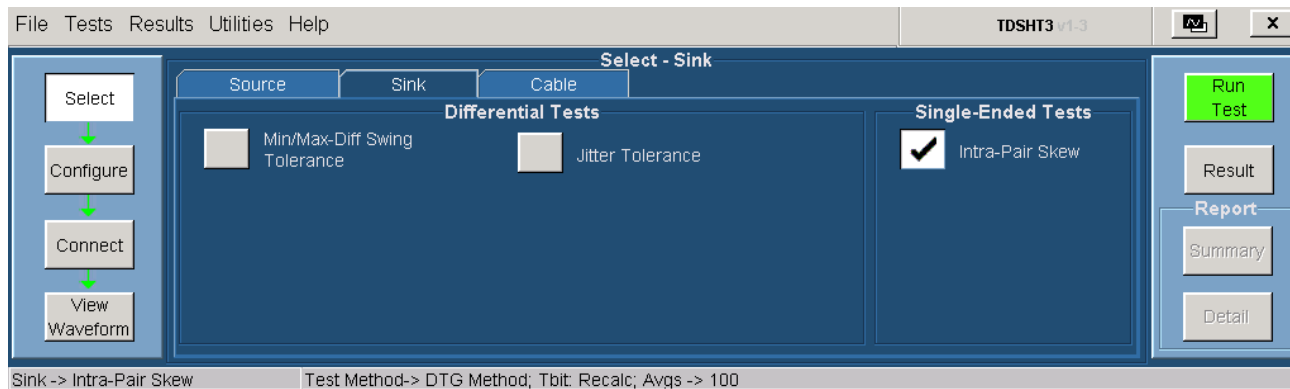 File Tests Results Utilities Help
TDSHT3 v1-3
x
Select - Sink
Select
Configure
Connect
View
Waveform
Source
Sink
Cable
Differential Tests
Min/Max-Diff Swing
Tolerance
Jitter Tolerance
Single-Ended Tests
Intra-Pair Skew
Run
Test
Result
Report
Summary
Detail
Sink -> Intra-Pair Skew
Test Method-> DTG Method; Tbit: Recalc; Avgs -> 100